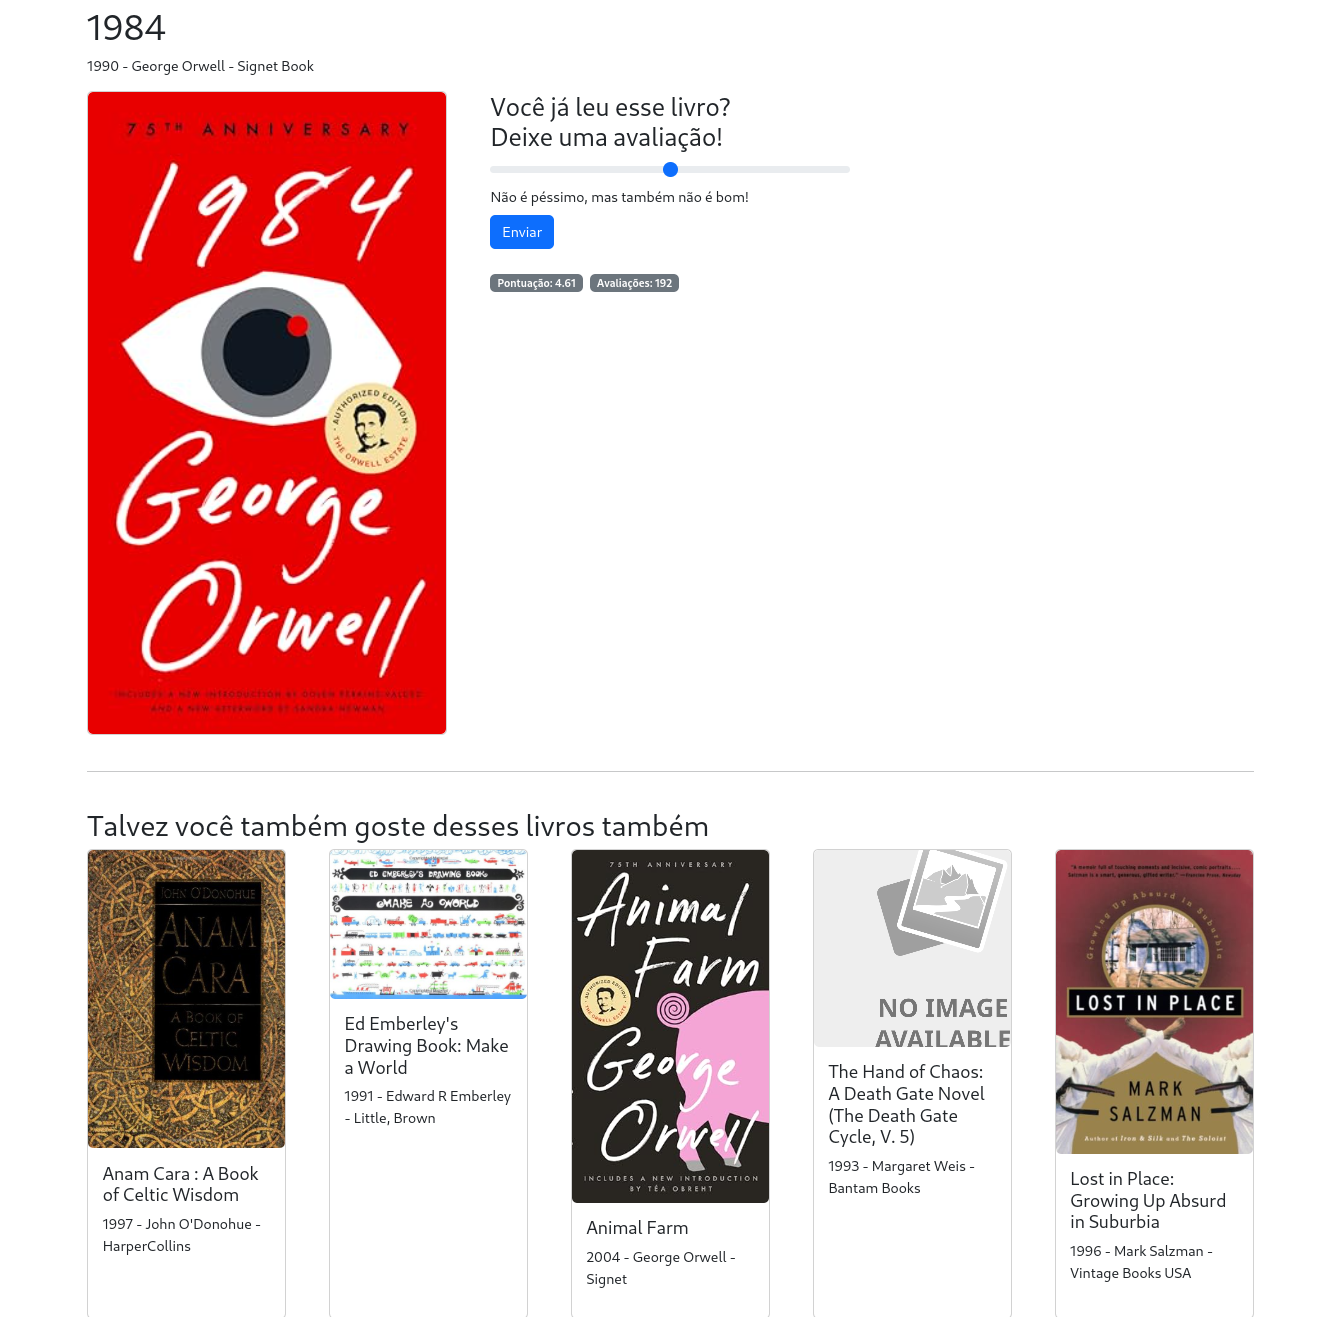 1984
1990 - George Orwell - Signet Book
75TH ANNIVERSARY
1984
AUTHORIZED EDITION
THE ORWELL ESTATE
George
Orwell
INCLUDES A NEW INTRODUCTION BY DOLEN PERKINS-VALDEZ
AND A NEW AFTERWORD BY SANDRA NEWMAN
Você já leu esse livro?
Deixe uma avaliação!
Não é péssimo, mas também não é bom!
Enviar
Pontuação: 4.61 Avaliações: 192
Talvez você também goste desses livros também
JOHN O'DONOHUE
ANAM
CARA
A BOOK OF
CELTIC
WISDOM
Anam Cara : A Book
of Celtic Wisdom
1997 - John O'Donohue -
HarperCollins
ED EMBERLEY'S DRAWING BOOK
MAKE A WORLD
Ed Emberley's
Drawing Book: Make
a World
1991 - Edward R Emberley
- Little, Brown
75TH ANNIVERSARY
Animal
Farm
AUTHORIZED EDITION
George
Orwell
INCLUDES A NEW INTRODUCTION
BY TÉA OBREHT
Animal Farm
2004 - George Orwell -
Signet
NO IMAGE
AVAILABLE
The Hand of Chaos:
A Death Gate Novel
(The Death Gate
Cycle, V. 5)
1993 - Margaret Weis -
Bantam Books
Growing Up Absurd in Suburbia
LOST IN PLACE
MARK
SALZMAN
Author of Iron & Silk and The Soloist
Lost in Place:
Growing Up Absurd
in Suburbia
1996 - Mark Salzman -
Vintage Books USA